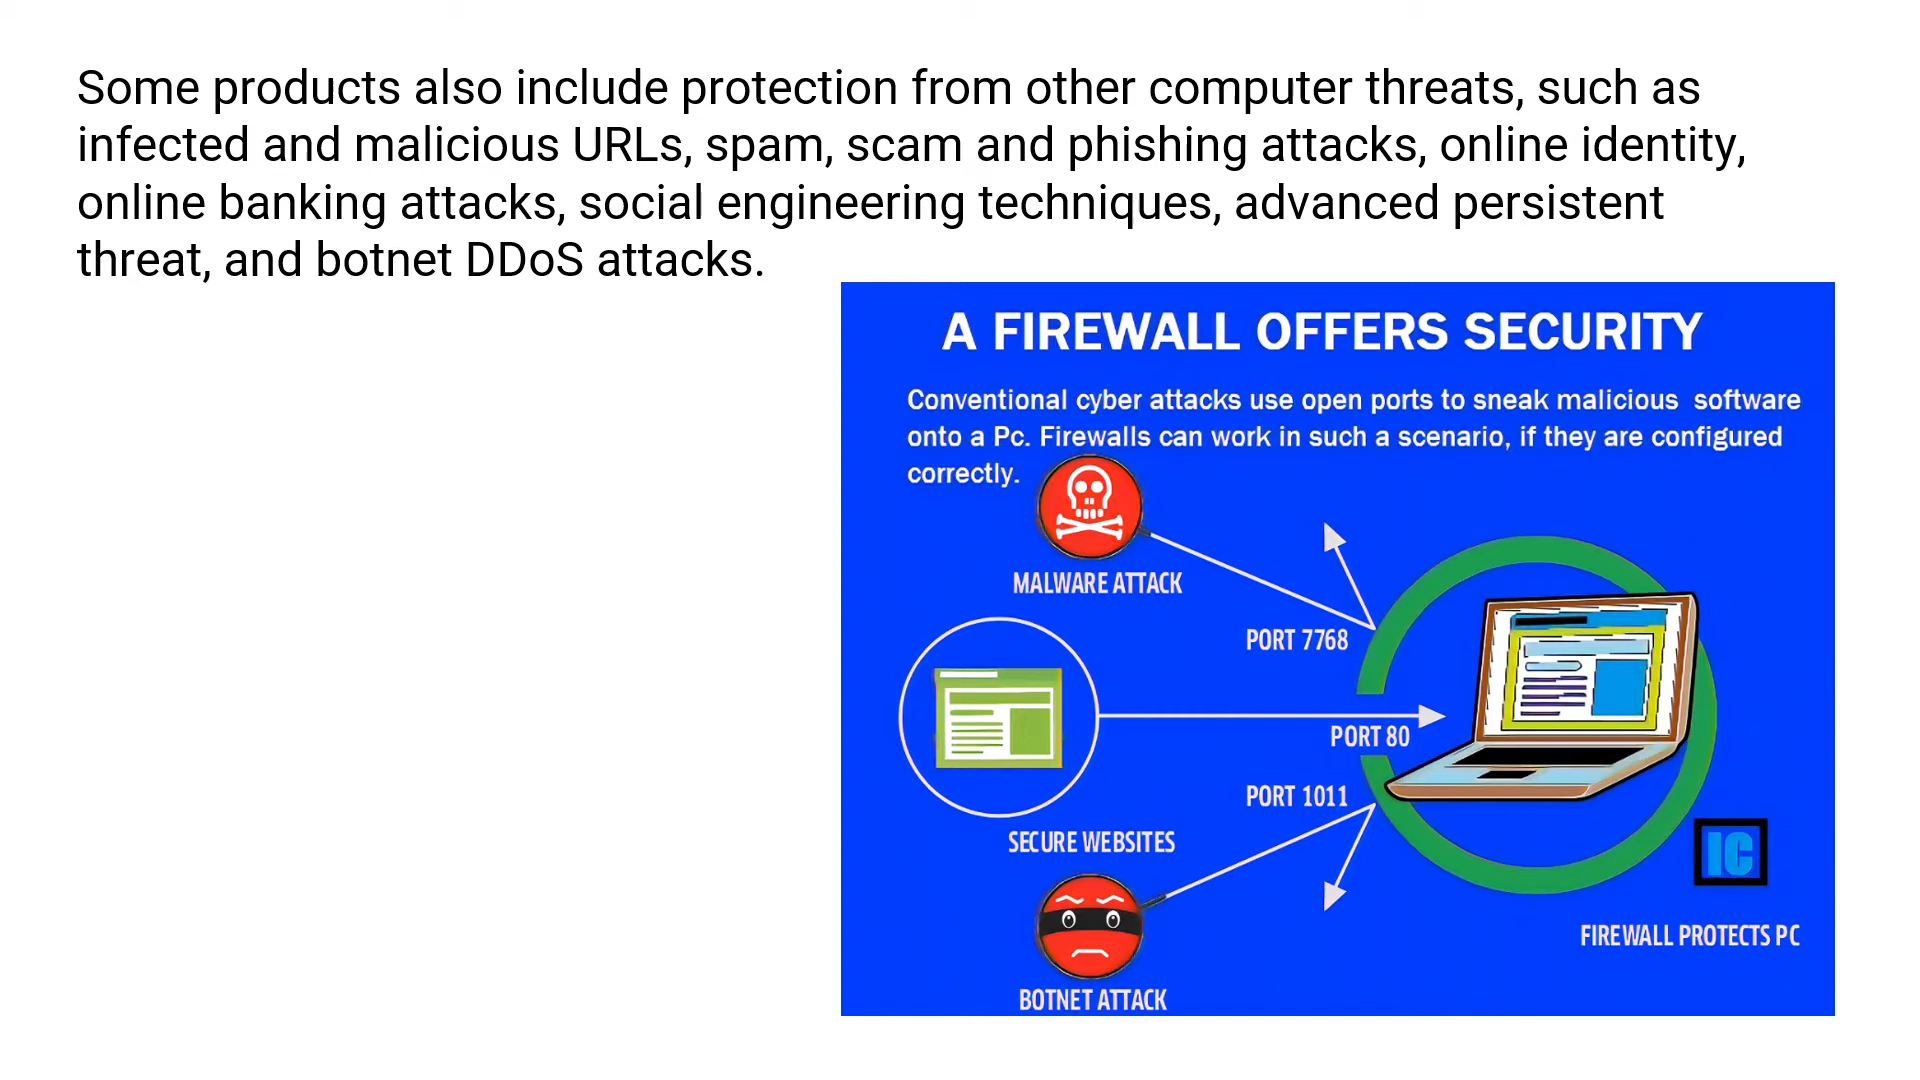 Some products also include protection from other computer threats, such as
infected and malicious URLs, spam, scam and phishing attacks, online identity,
online banking attacks, social engineering techniques, advanced persistent
threat, and botnet DDoS attacks.
A FIREWALL OFFERS SECURITY
Conventional cyber attacks use open ports to sneak malicious software
onto a Pc. Firewalls can work in such a scenario, if they are configured
correctly.
MALWARE ATTACK
PORT 7768
PORT 80
PORT 1011
SECURE WEBSITES
IC
FIREWALL PROTECTS PC
BOTNET ATTACK